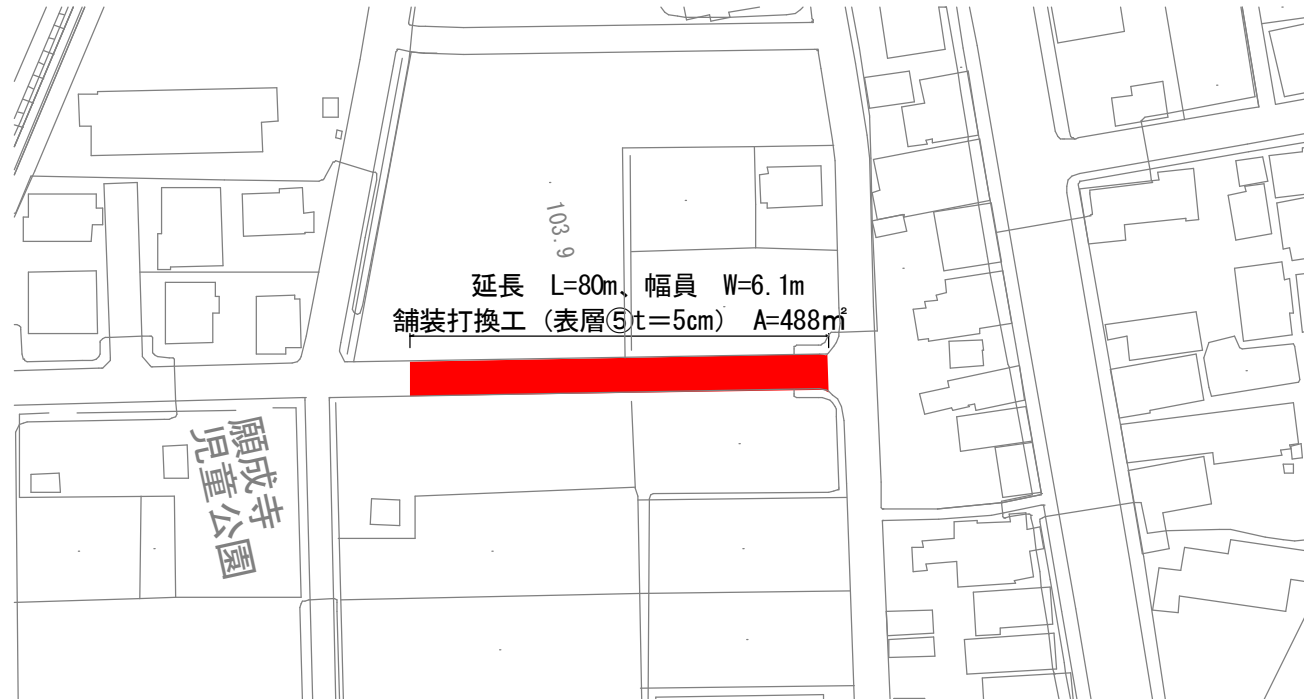 103.9
延長　L=80m、幅員　W=6.1m
舗装打換工（表層⑤t＝5cm）　A=488㎡
願成寺
児童公園